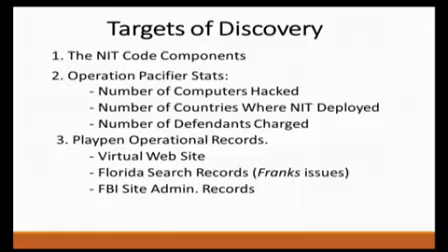 Targets of Discovery
1. The NIT Code Components
2. Operation Pacifier Stats:
- Number of Computers Hacked
- Number of Countries Where NIT Deployed
- Number of Defendants Charged
3. Playpen Operational Records.
- Virtual Web Site
- Florida Search Records (Franks issues)
- FBI Site Admin. Records